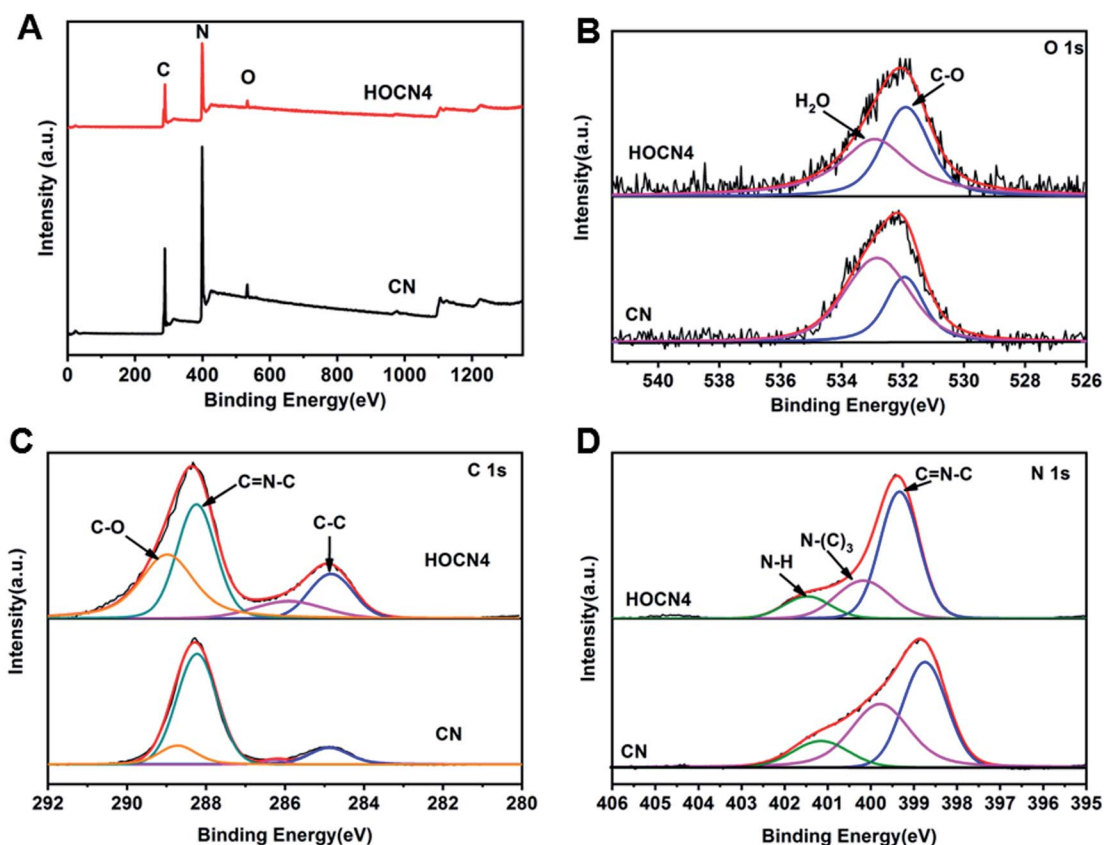 A
C
N
O
HOCN4
CN
Intensity (a.u.)
0 200 400 600 800 1000 1200
Binding Energy(eV)
B
O 1s
H₂O
C-O
HOCN4
CN
Intensity(a.u.)
540 538 536 534 532 530 528 526
Binding Energy(eV)
C
C 1s
C=N-C
C-O
C-C
HOCN4
CN
Intensity(a.u.)
292 290 288 286 284 282 280
Binding Energy(eV)
D
N 1s
C=N-C
N-(C)₃
N-H
HOCN4
CN
Intensity(a.u.)
406 405 404 403 402 401 400 399 398 397 396 395
Binding Energy(eV)